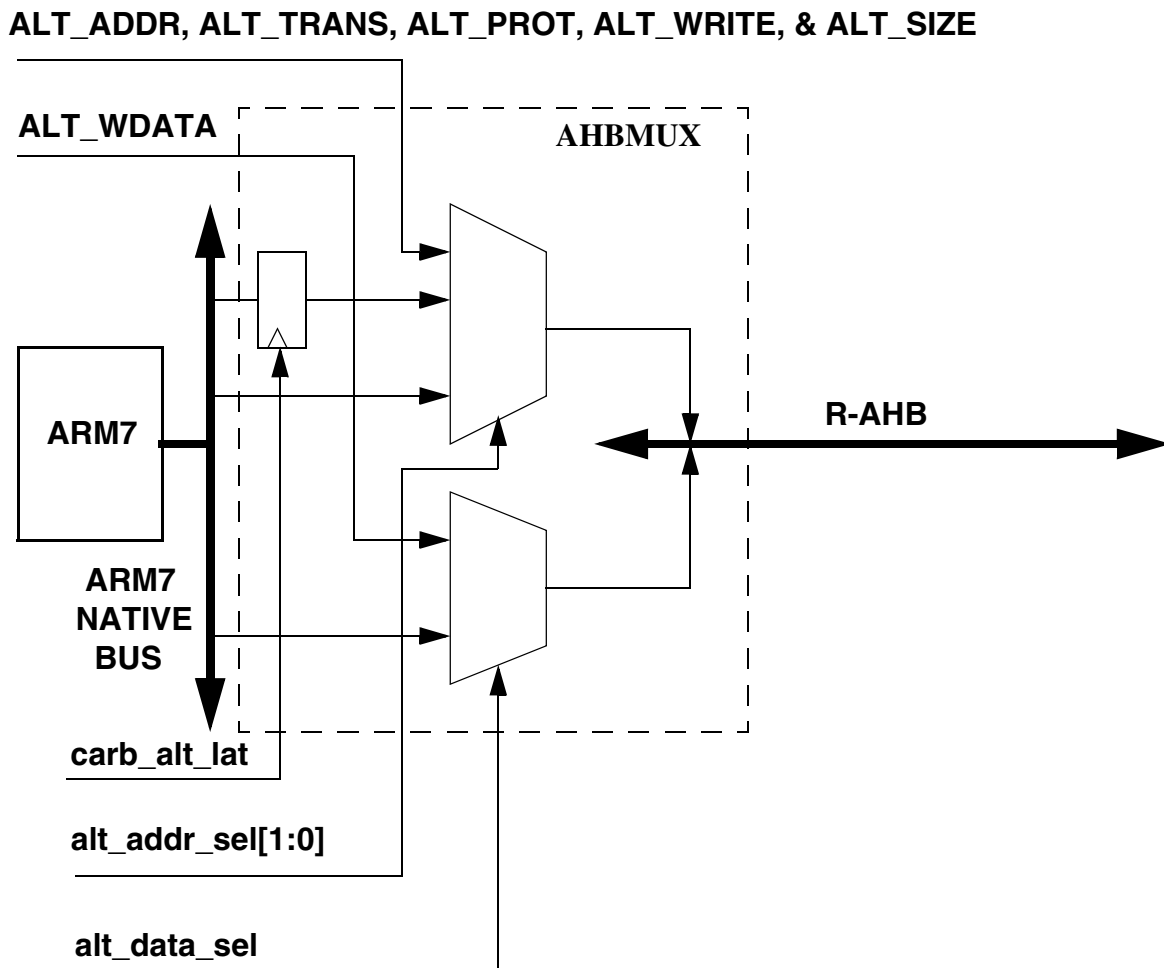 ALT_ADDR, ALT_TRANS, ALT_PROT, ALT_WRITE, & ALT_SIZE
ALT_WDATA
AHBMUX
ARM7
R-AHB
ARM7
NATIVE
BUS
carb_alt_lat
alt_addr_sel[1:0]
alt_data_sel